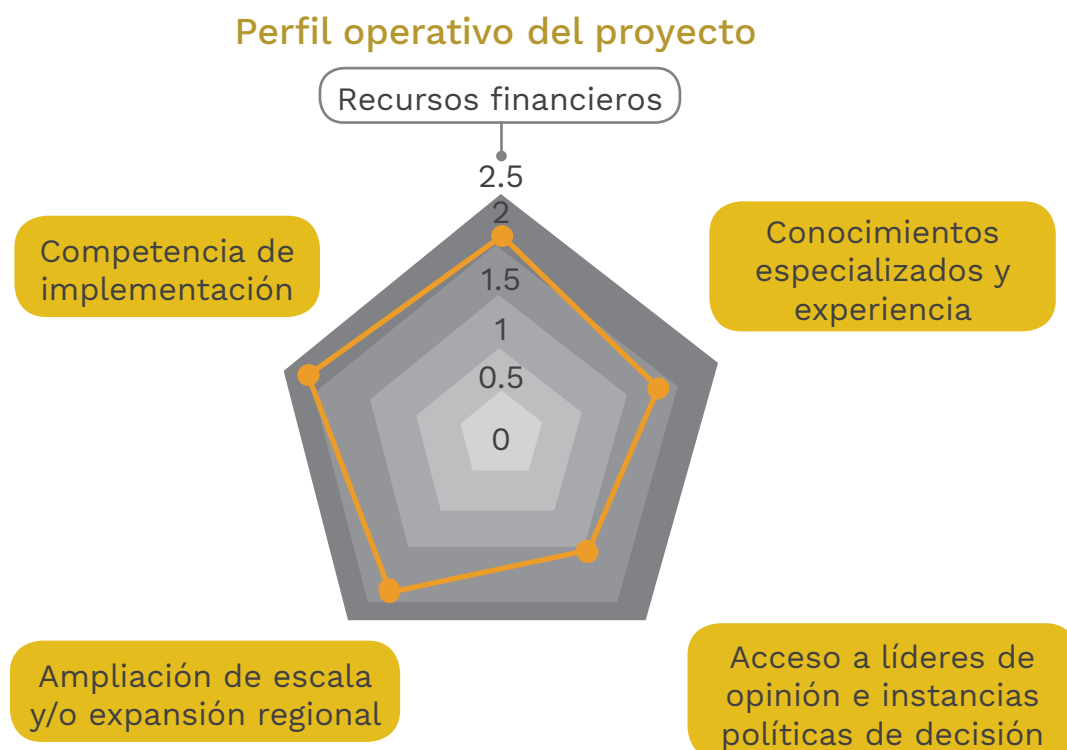 Perfil operativo del proyecto
Recursos financieros
2.5
2
1.5
1
0.5
0
Competencia de
implementación
Conocimientos
especializados y
experiencia
Ampliación de escala
y/o expansión regional
Acceso a líderes de
opinión e instancias
políticas de decisión